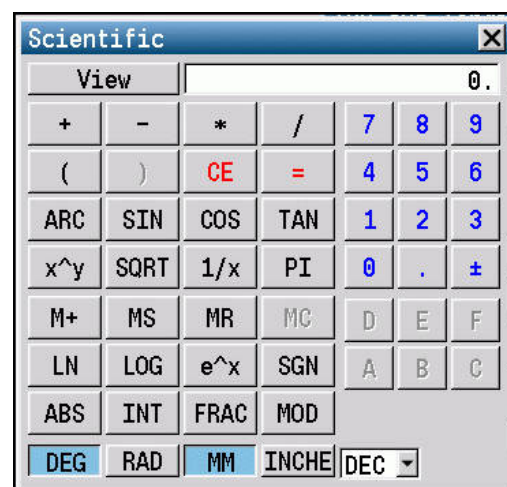 Scientific
View 0.
+ - * / 7 8 9
( ) CE = 4 5 6
ARC SIN COS TAN 1 2 3
x^y SQRT 1/x PI 0 . ±
M+ MS MR MC D E F
LN LOG e^x SGN A B C
ABS INT FRAC MOD
DEG RAD MM INCHE DEC